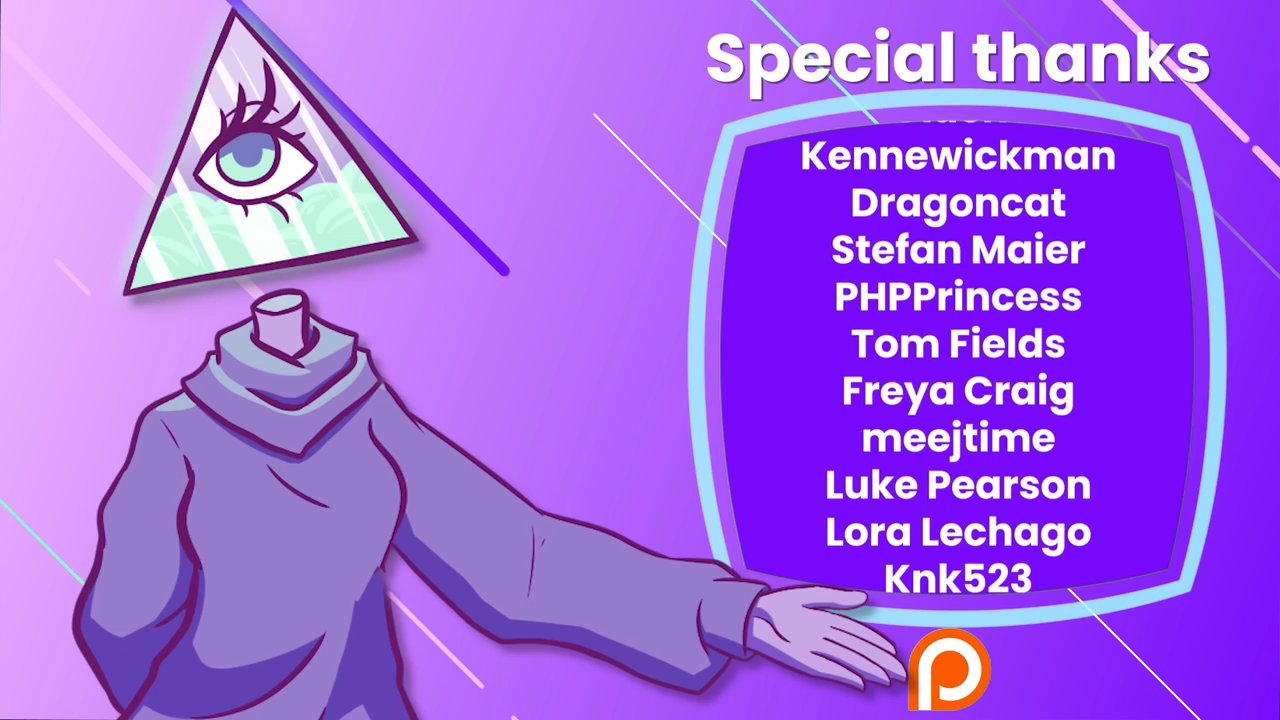 Special thanks
Kennewickman
Dragoncat
Stefan Maier
PHPPrincess
Tom Fields
Freya Craig
meejtime
Luke Pearson
Lora Lechago
Knk523